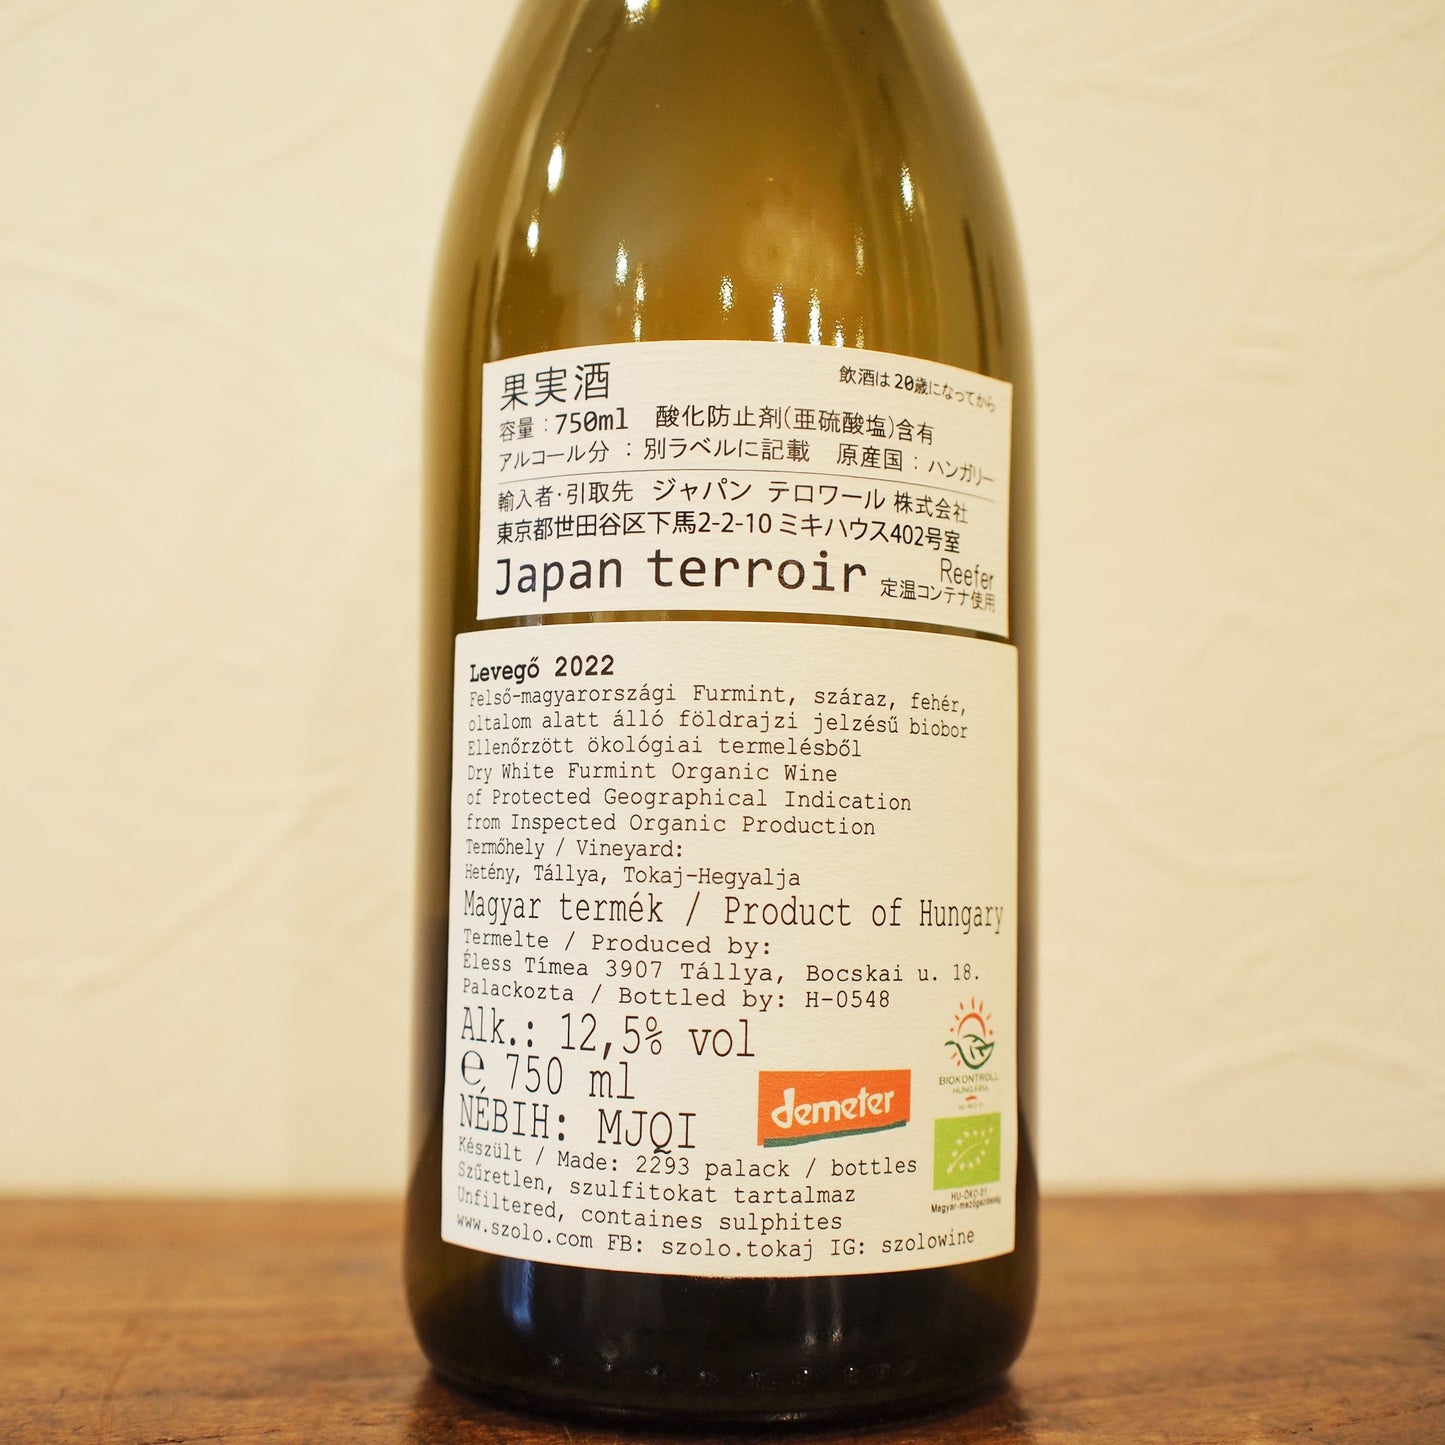 果実酒
飲酒は20歳になってから
容量：750ml 酸化防止剤(亜硫酸塩)含有
アルコール分 ：別ラベルに記載 原産国：ハンガリー
輸入者・引取先 ジャパン テロワール 株式会社
東京都世田谷区下馬2-2-10 ミキハウス402号室
Japan terroir
Reefer
定温コンテナ使用
Levegő 2022
Felső-magyarországi Furmint, száraz, fehér,
oltalom alatt álló földrajzi jelzésű biobor
Ellenőrzött ökológiai termelésből
Dry White Furmint Organic Wine
of Protected Geographical Indication
from Inspected Organic Production
Termőhely / Vineyard:
Hetény, Tállya, Tokaj-Hegyalja
Magyar termék / Product of Hungary
Termelte / Produced by:
Éless Tímea 3907 Tállya, Bocskai u. 18.
Palackozta / Bottled by: H-0548
Alk.: 12,5% vol
℮ 750 ml
NÉBIH: MJQI
Készült / Made: 2293 palack / bottles
Szűretlen, szulfitokat tartalmaz
Unfiltered, containes sulphites
www.szolo.com FB: szolo.tokaj IG: szolowine
demeter
BIOKONTROLL
HUNGÁRIA
HU-ÖKO-01
HU-ÖKO-01
Magyar-mezőgazdaság